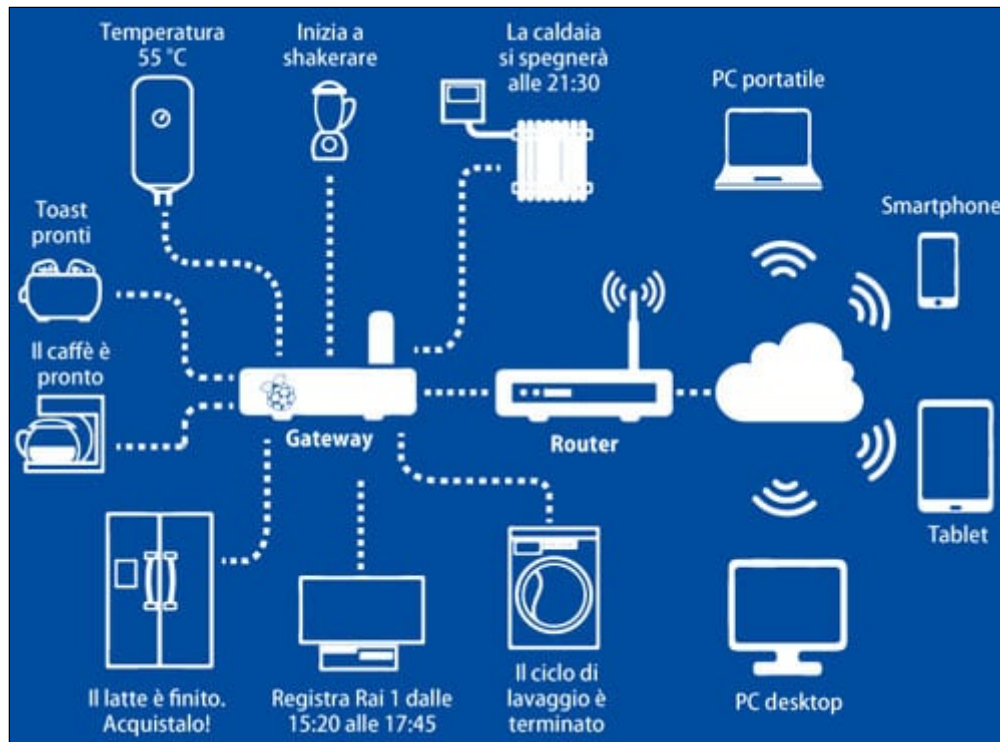 Temperatura
55 °C
Inizia a
shakerare
La caldaia
si spegnerà
alle 21:30
PC portatile
Smartphone
Toast
pronti
Il caffè è
pronto
Gateway
Router
Tablet
Il latte è finito.
Acquistalo!
Registra Rai 1 dalle
15:20 alle 17:45
Il ciclo di
lavaggio è
terminato
PC desktop